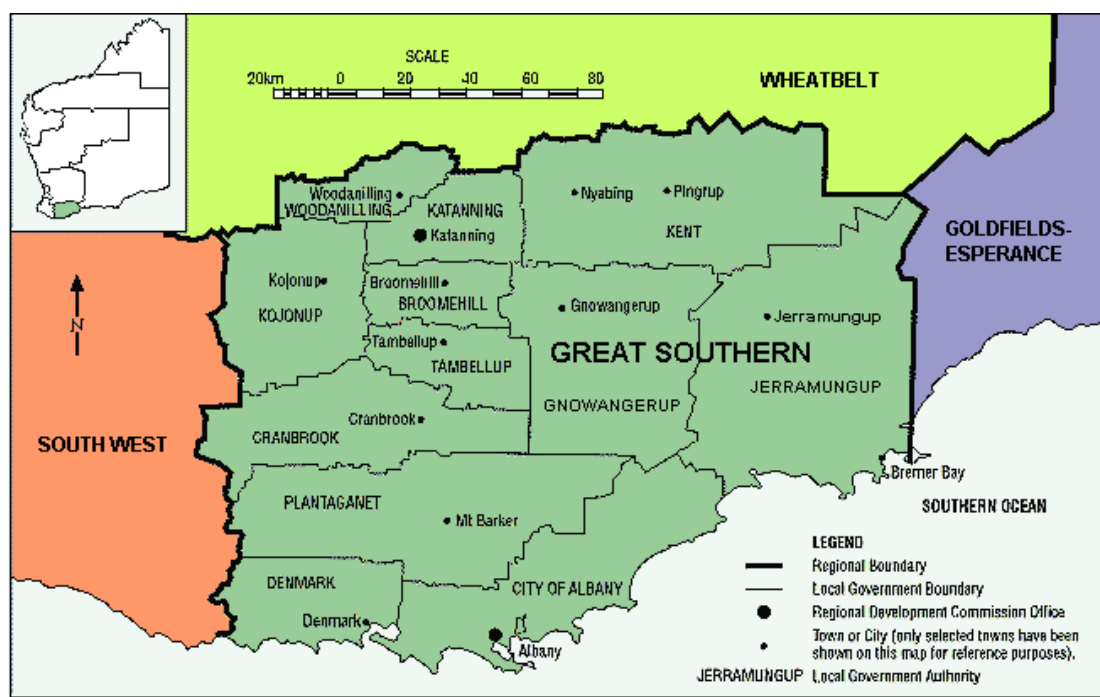 SCALE
20km 0 20 40 60 80
WHEATBELT
GOLDFIELDS-
ESPERANCE
Woodanilling
WOODANILLING
KATANNING
Katanning
Nyabing
Pingrup
KENT
Kojonup
KOJONUP
Broomehill
BROOMEHILL
Gnowangerup
Jerramungup
Tambellup
TAMBELLUP
GREAT SOUTHERN
JERRAMUNGUP
GNOWANGERUP
N
SOUTH WEST
Cranbrook
CRANBROOK
Bremer Bay
PLANTAGANET
Mt Barker
SOUTHERN OCEAN
DENMARK
Denmark
CITY OF ALBANY
Albany
LEGEND
Regional Boundary
Local Government Boundary
Regional Development Commission Office
Town or City (only selected towns have been
shown on this map for reference purposes).
JERRAMUNGUP Local Government Authority